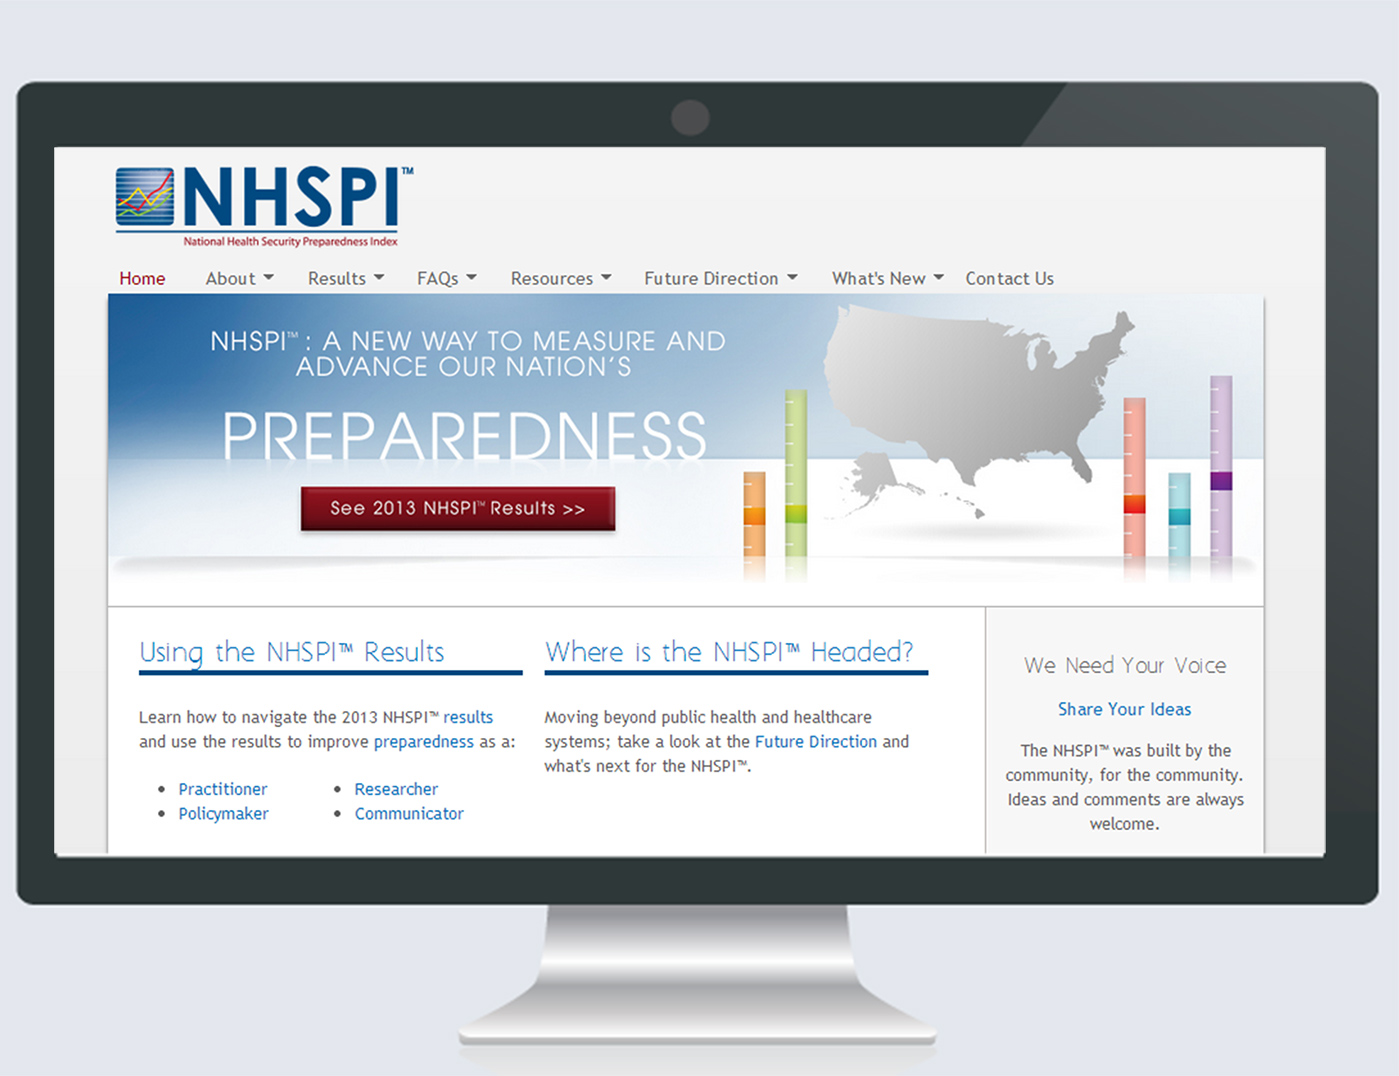 NHSPI™
National Health Security Preparedness Index
Home About Results FAQs Resources Future Direction What's New Contact Us
NHSPI™ : A NEW WAY TO MEASURE AND
ADVANCE OUR NATION'S
PREPAREDNESS
See 2013 NHSPI™ Results >>
Using the NHSPI™ Results
Learn how to navigate the 2013 NHSPI™ results
and use the results to improve preparedness as a:
• Practitioner
• Policymaker
• Researcher
• Communicator
Where is the NHSPI™ Headed?
Moving beyond public health and healthcare
systems; take a look at the Future Direction and
what's next for the NHSPI™.
We Need Your Voice
Share Your Ideas
The NHSPI™ was built by the
community, for the community.
Ideas and comments are always
welcome.